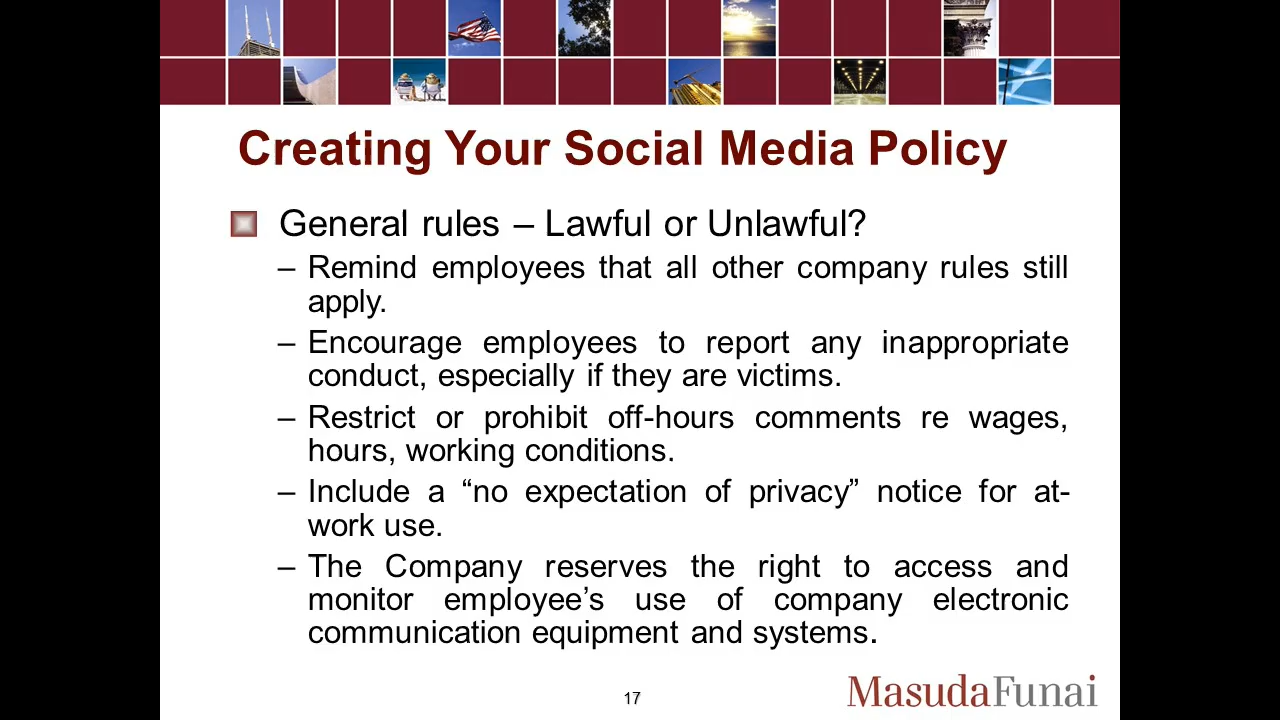 Creating Your Social Media Policy
General rules – Lawful or Unlawful?
– Remind employees that all other company rules still
apply.
– Encourage employees to report any inappropriate
conduct, especially if they are victims.
– Restrict or prohibit off-hours comments re wages,
hours, working conditions.
– Include a “no expectation of privacy” notice for at-
work use.
– The Company reserves the right to access and
monitor employee’s use of company electronic
communication equipment and systems.
17
MasudaFunai